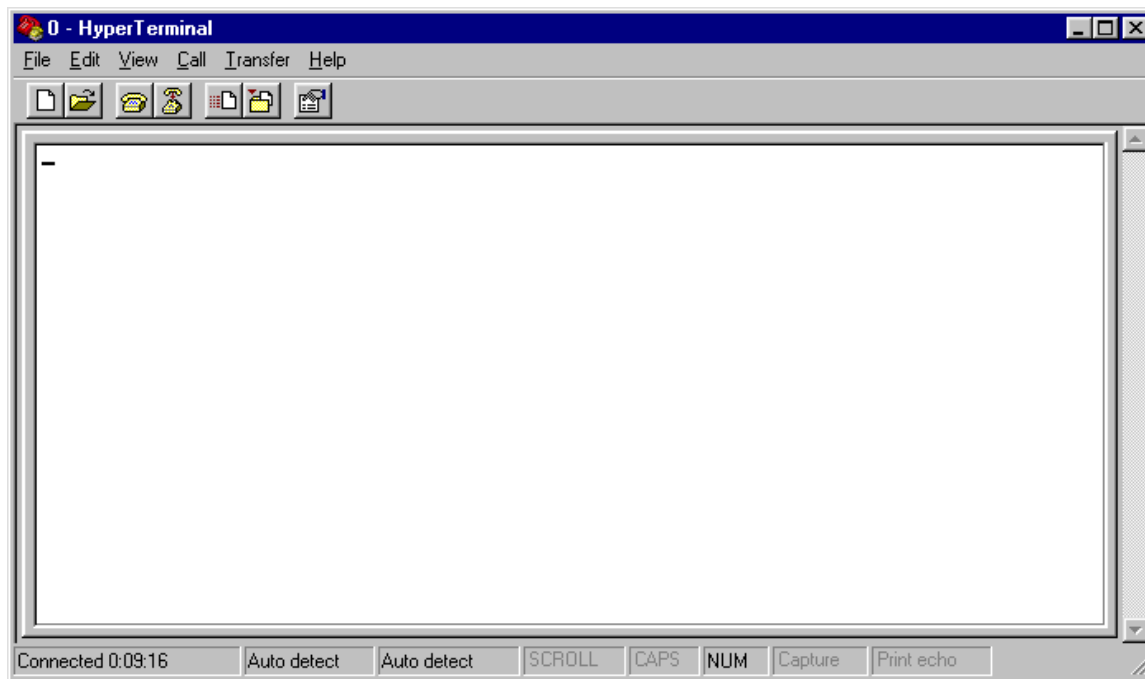 0 - HyperTerminal
File Edit View Call Transfer Help
Connected 0:09:16 Auto detect Auto detect SCROLL CAPS NUM Capture Print echo